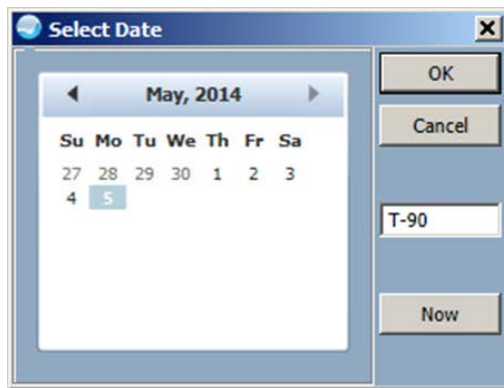 Select Date
May, 2014
Su Mo Tu We Th Fr Sa
27 28 29 30 1 2 3
4 5
OK
Cancel
T-90
Now